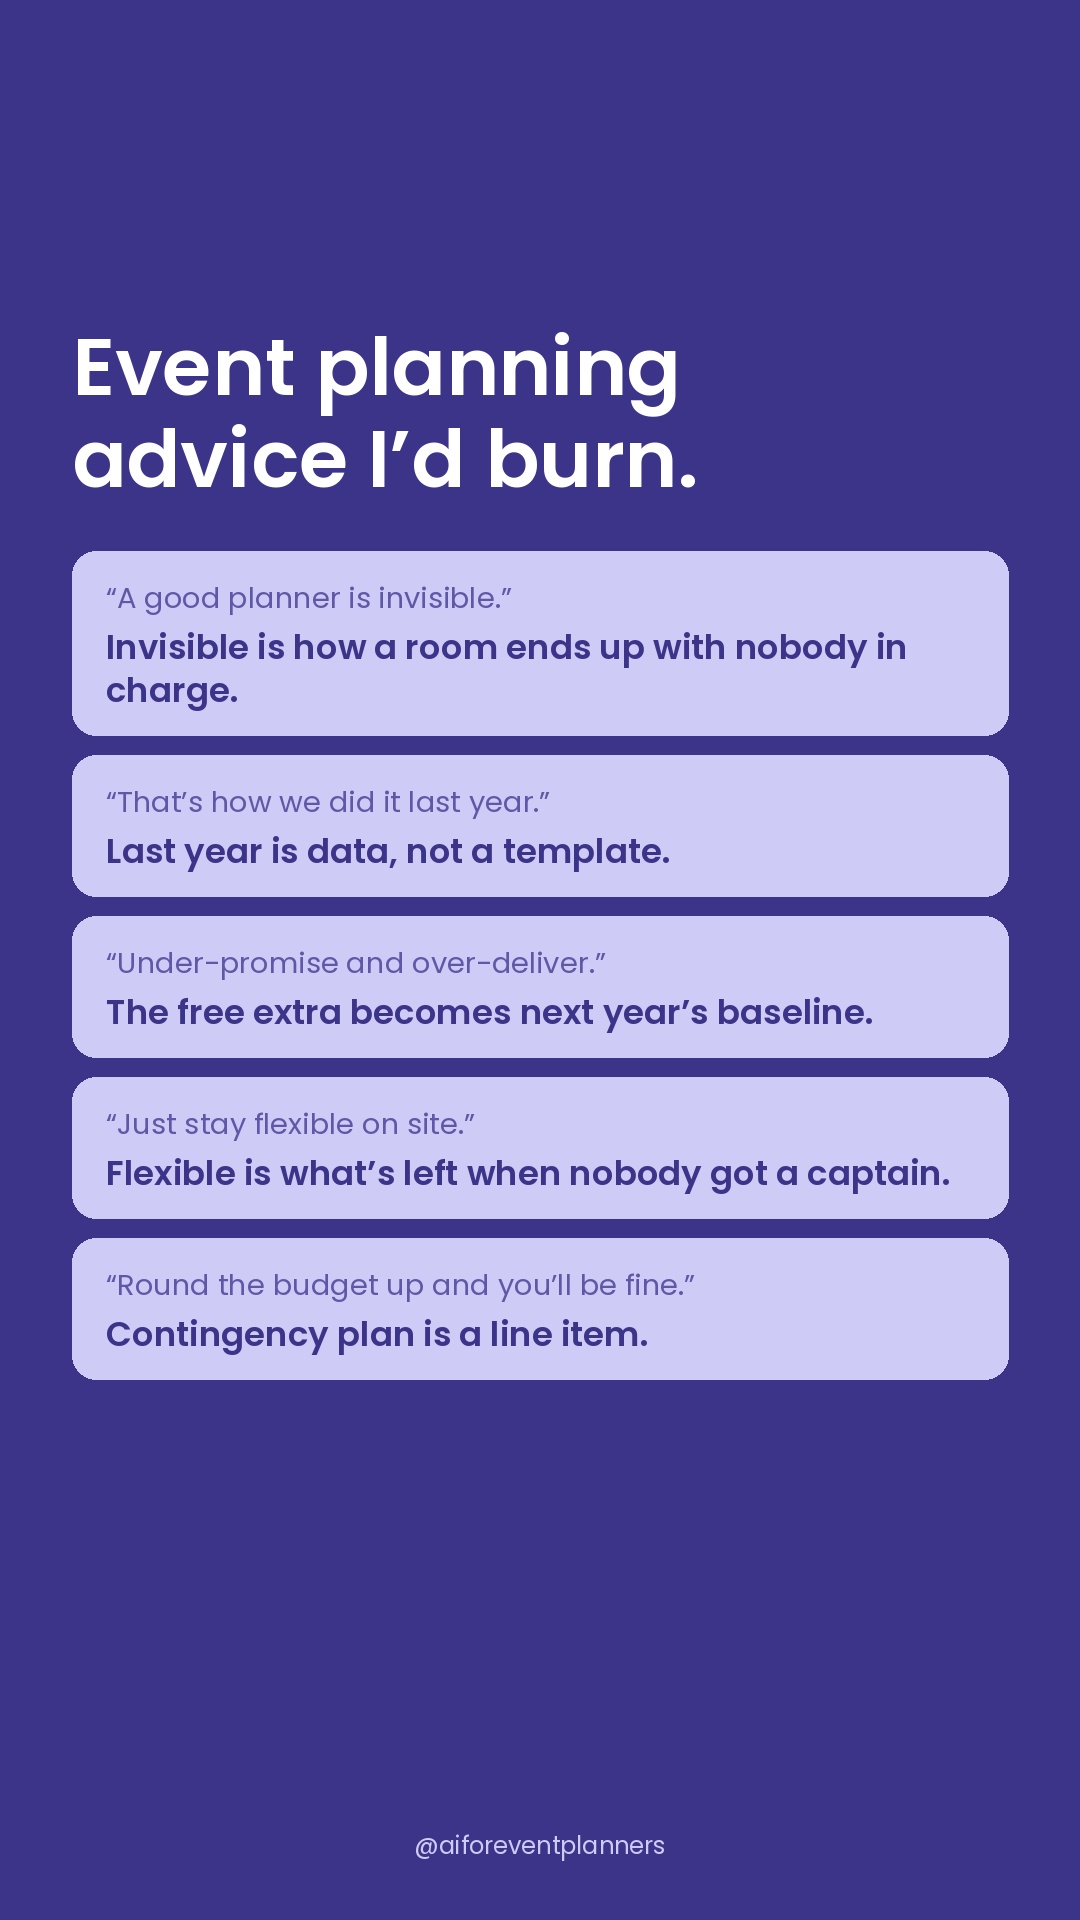 Event planning
advice I’d burn.
“A good planner is invisible.”
Invisible is how a room ends up with nobody in
charge.
“That’s how we did it last year.”
Last year is data, not a template.
“Under-promise and over-deliver.”
The free extra becomes next year’s baseline.
“Just stay flexible on site.”
Flexible is what’s left when nobody got a captain.
“Round the budget up and you’ll be fine.”
Contingency plan is a line item.
@aiforeventplanners